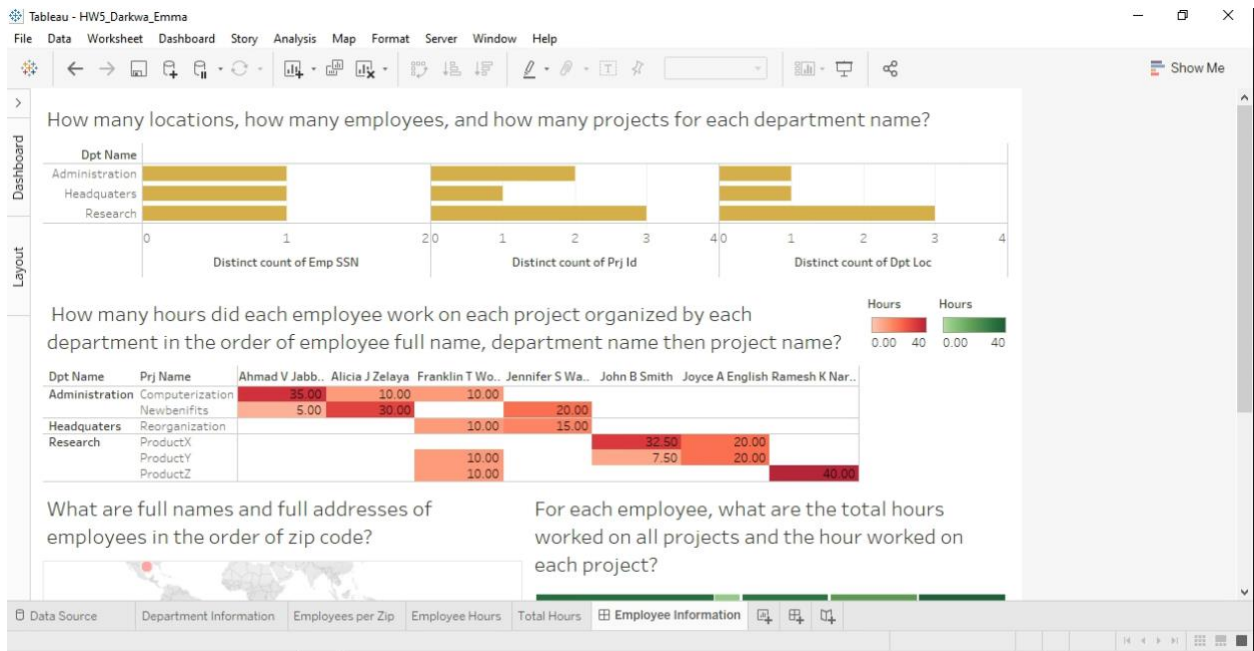 Tableau - HW5_Darkwa_Emma
File Data Worksheet Dashboard Story Analysis Map Format Server Window Help
Show Me
Dashboard
Layout
How many locations, how many employees, and how many projects for each department name?
Dpt Name
Administration
Headquaters
Research
0 1 2 0 1 2 3 4 0 1 2 3 4
Distinct count of Emp SSN Distinct count of Prj Id Distinct count of Dpt Loc
How many hours did each employee work on each project organized by each
department in the order of employee full name, department name then project name?
Hours Hours
0.00 40 0.00 40
Dpt Name Prj Name Ahmad V Jabb.. Alicia J Zelaya Franklin T Wo.. Jennifer S Wa.. John B Smith Joyce A English Ramesh K Nar..
Administration Computerization 35.00 10.00 10.00
Newbenifits 5.00 30.00 20.00
Headquaters Reorganization 10.00 15.00
Research ProductX 32.50 20.00
ProductY 10.00 7.50 20.00
ProductZ 10.00 40.00
What are full names and full addresses of
employees in the order of zip code?
For each employee, what are the total hours
worked on all projects and the hour worked on
each project?
Data Source Department Information Employees per Zip Employee Hours Total Hours Employee Information